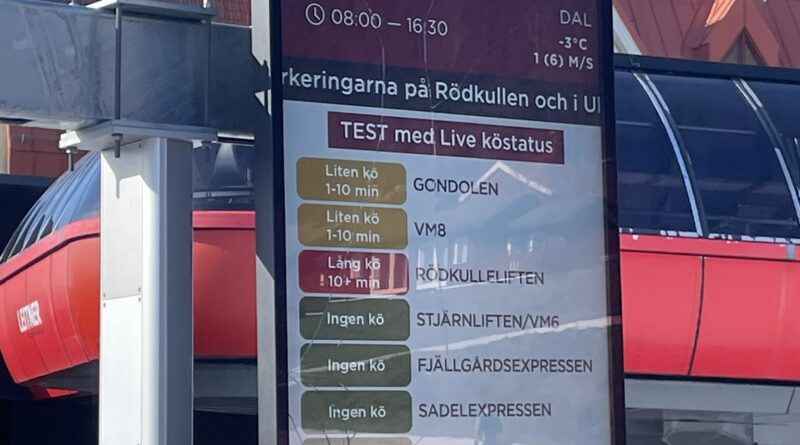 08:00 – 16:30
DAL
-3°C
1 (6) M/S
rkeringarna på Rödkullen och i U
TEST med Live köstatus
Liten kö
1-10 min
GONDOLEN
Liten kö
1-10 min
VM8
Lång kö
10+ min
RÖDKULLELIFTEN
Ingen kö
STJÄRNLIFTEN/VM6
Ingen kö
FJÄLLGÅRDSEXPRESSEN
Ingen kö
SADELEXPRESSEN
LEITNER